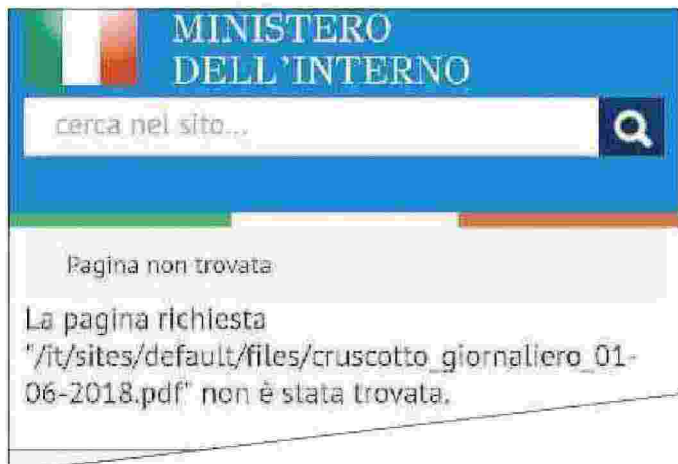 MINISTERO
DELL'INTERNO
cerca nel sito...
Pagina non trovata
La pagina richiesta
"/it/sites/default/files/cruscotto_giornaliero_01-
06-2018.pdf" non è stata trovata.